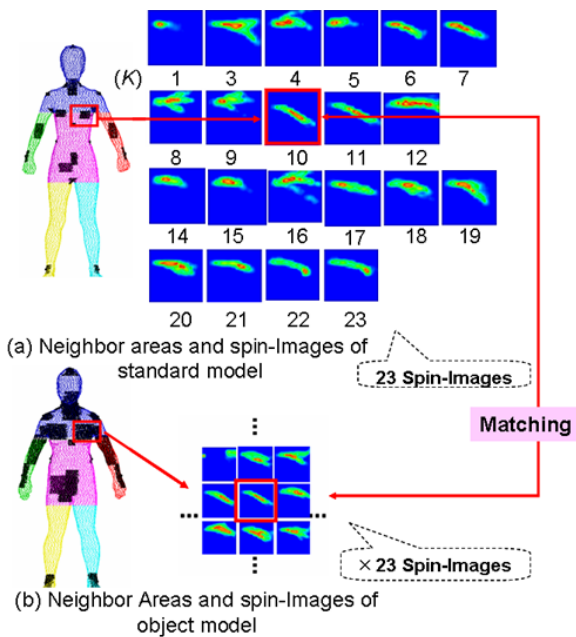 (K)
1 3 4 5 6 7
8 9 10 11 12
14 15 16 17 18 19
20 21 22 23
(a) Neighbor areas and spin-Images of
standard model
23 Spin-Images
Matching
× 23 Spin-Images
(b) Neighbor Areas and spin-Images of
object model